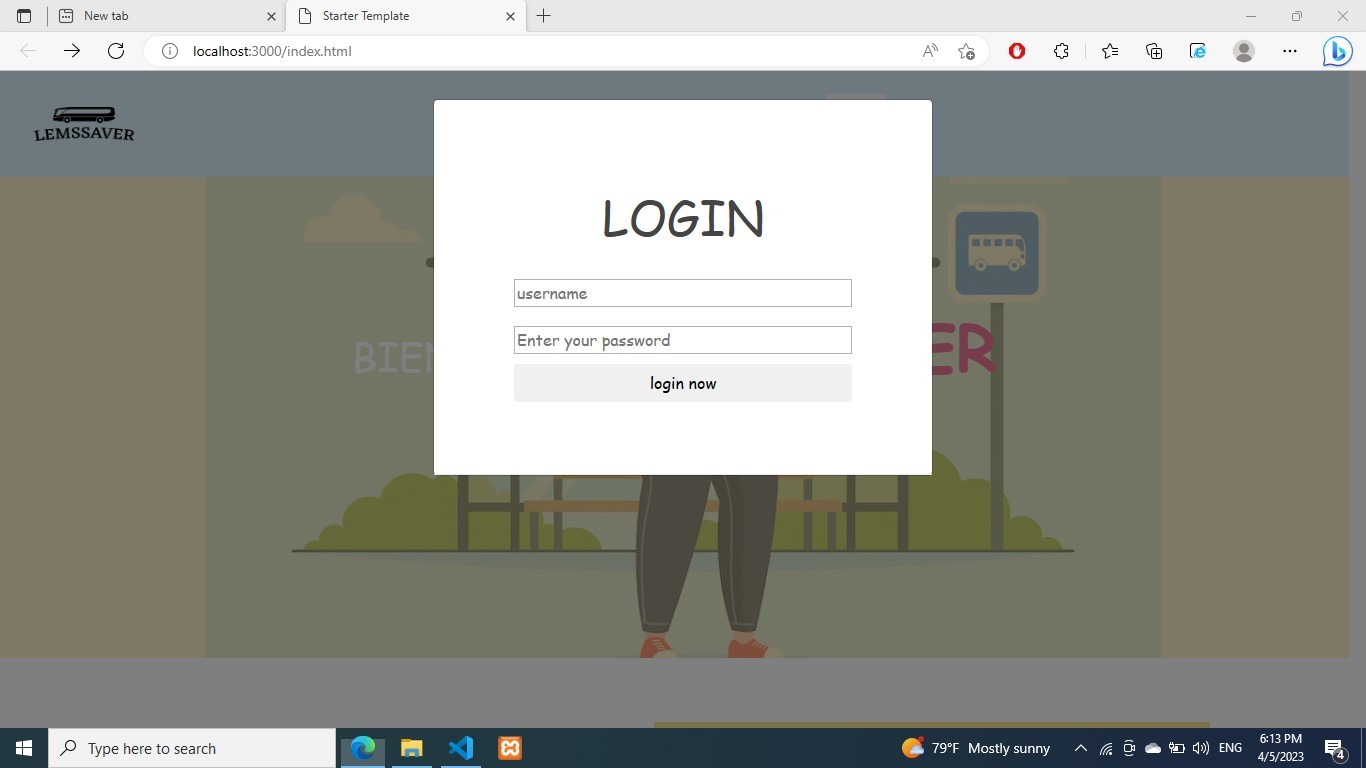 New tab
Starter Template
localhost:3000/index.html
LEMSSAVER
LOGIN
username
BIEN
ER
Enter your password
login now
Type here to search
79°F Mostly sunny
ENG
6:13 PM
4/5/2023
4